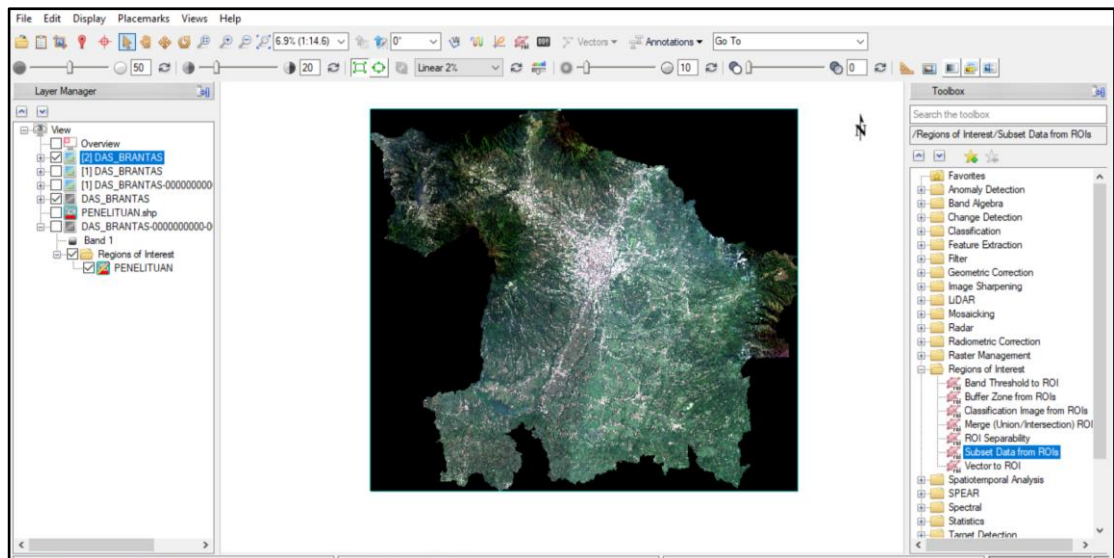 File Edit Display Placemarks Views Help
6.9% (1:14.6) 0° Vectors Annotations Go To
50 20 Linear 2% 10 0
Layer Manager
View
Overview
[2] DAS_BRANTAS
[1] DAS_BRANTAS
[1] DAS_BRANTAS-000000000
DAS_BRANTAS
PENELITUAN.shp
DAS_BRANTAS-0000000000-0
Band 1
Regions of Interest
PENELITUAN
N
Toolbox
Search the toolbox
/Regions of Interest/Subset Data from ROIs
Favorites
Anomaly Detection
Band Algebra
Change Detection
Classification
Feature Extraction
Filter
Geometric Correction
Image Sharpening
LiDAR
Mosaicking
Radar
Radiometric Correction
Raster Management
Regions of Interest
Band Threshold to ROI
Buffer Zone from ROIs
Classification Image from ROIs
Merge (Union/Intersection) ROI
ROI Separability
Subset Data from ROIs
Vector to ROI
Spatiotemporal Analysis
SPEAR
Spectral
Statistics
Target Detection